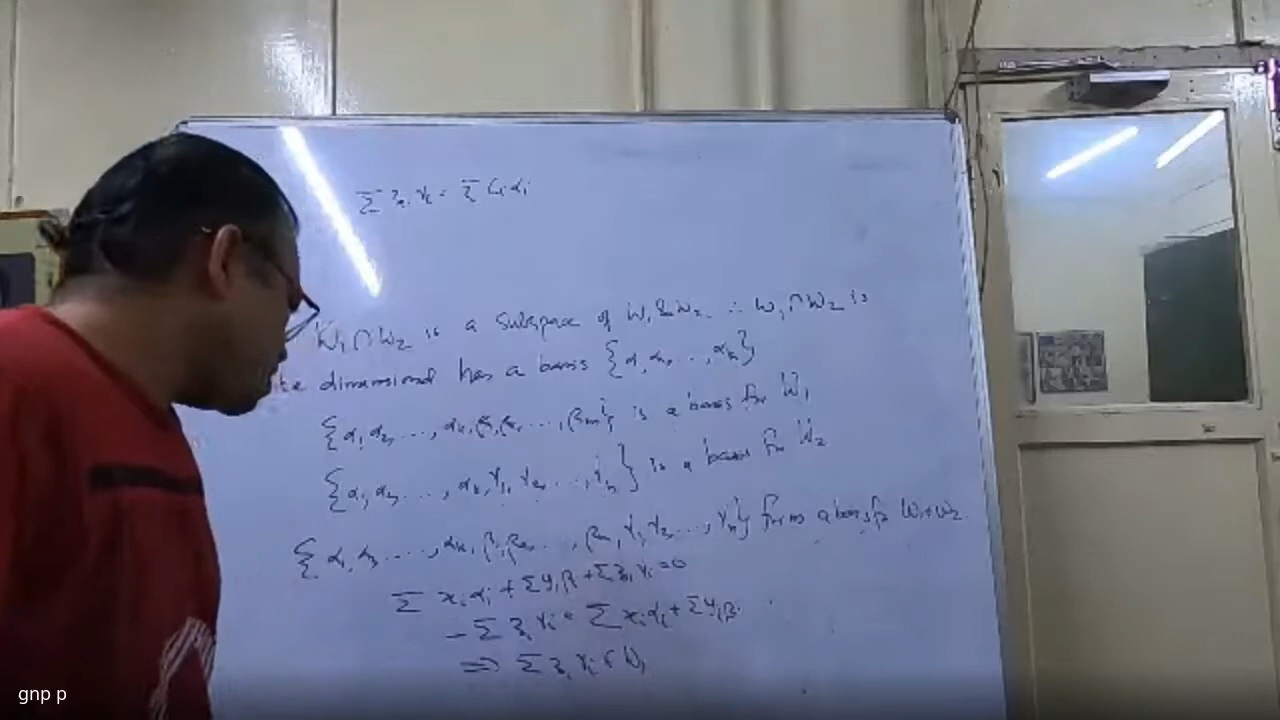 Σ z_i γ_i = Σ c_i α_i
W₁∩W₂ is a subspace of W₁ & W₂ ∴ W₁∩W₂ is
te dimensional has a basis {α₁, α₂, ..., α_k}
{α₁, α₂, ..., α_k, β₁, β₂, ..., β_m} is a basis for W₁
{α₁, α₂, ..., α_k, γ₁, γ₂, ..., γ_n} is a basis for W₂
{α₁, α₂, ..., α_k, β₁, β₂, ..., β_m, γ₁, γ₂, ..., γ_n} forms a basis for W₁+W₂
Σ x_i α_i + Σ y_i β_i + Σ z_i γ_i = 0
- Σ z_i γ_i = Σ x_i α_i + Σ y_i β_i
⇒ Σ z_i γ_i ∈ W₁
gnp p